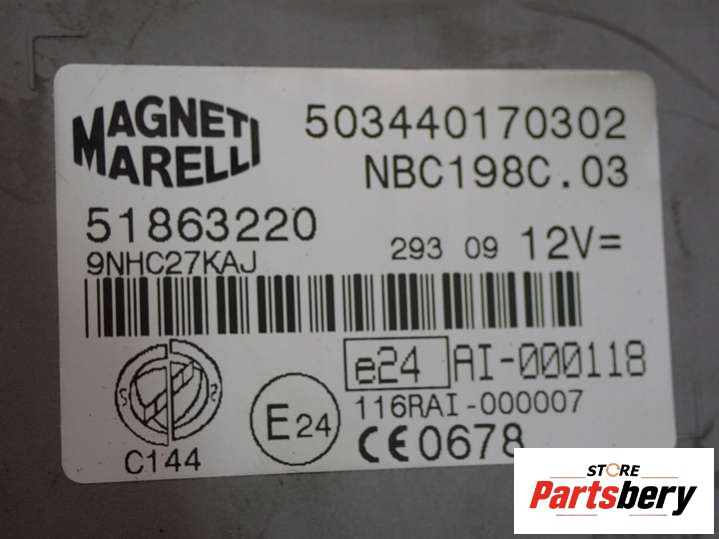 MAGNETI
MARELLI
503440170302
NBC198C.03
51863220
293 09 12V=
9NHC27KAJ
e24 AI-000118
116RAI-000007
E24
CE0678
C144
STORE
Partsbery